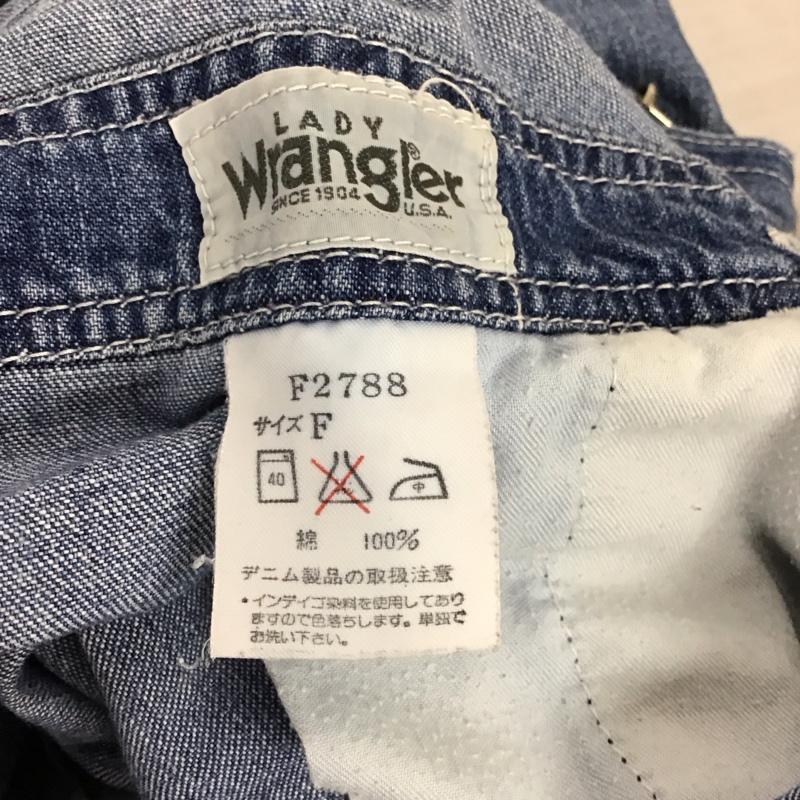 LADY
Wrangler®
SINCE 1904 U.S.A.
F2788
サイズ F
40 中
綿 100%
デニム製品の取扱注意
・インディゴ染料を使用してあり
ますので色落ちします。単独で
お洗い下さい。